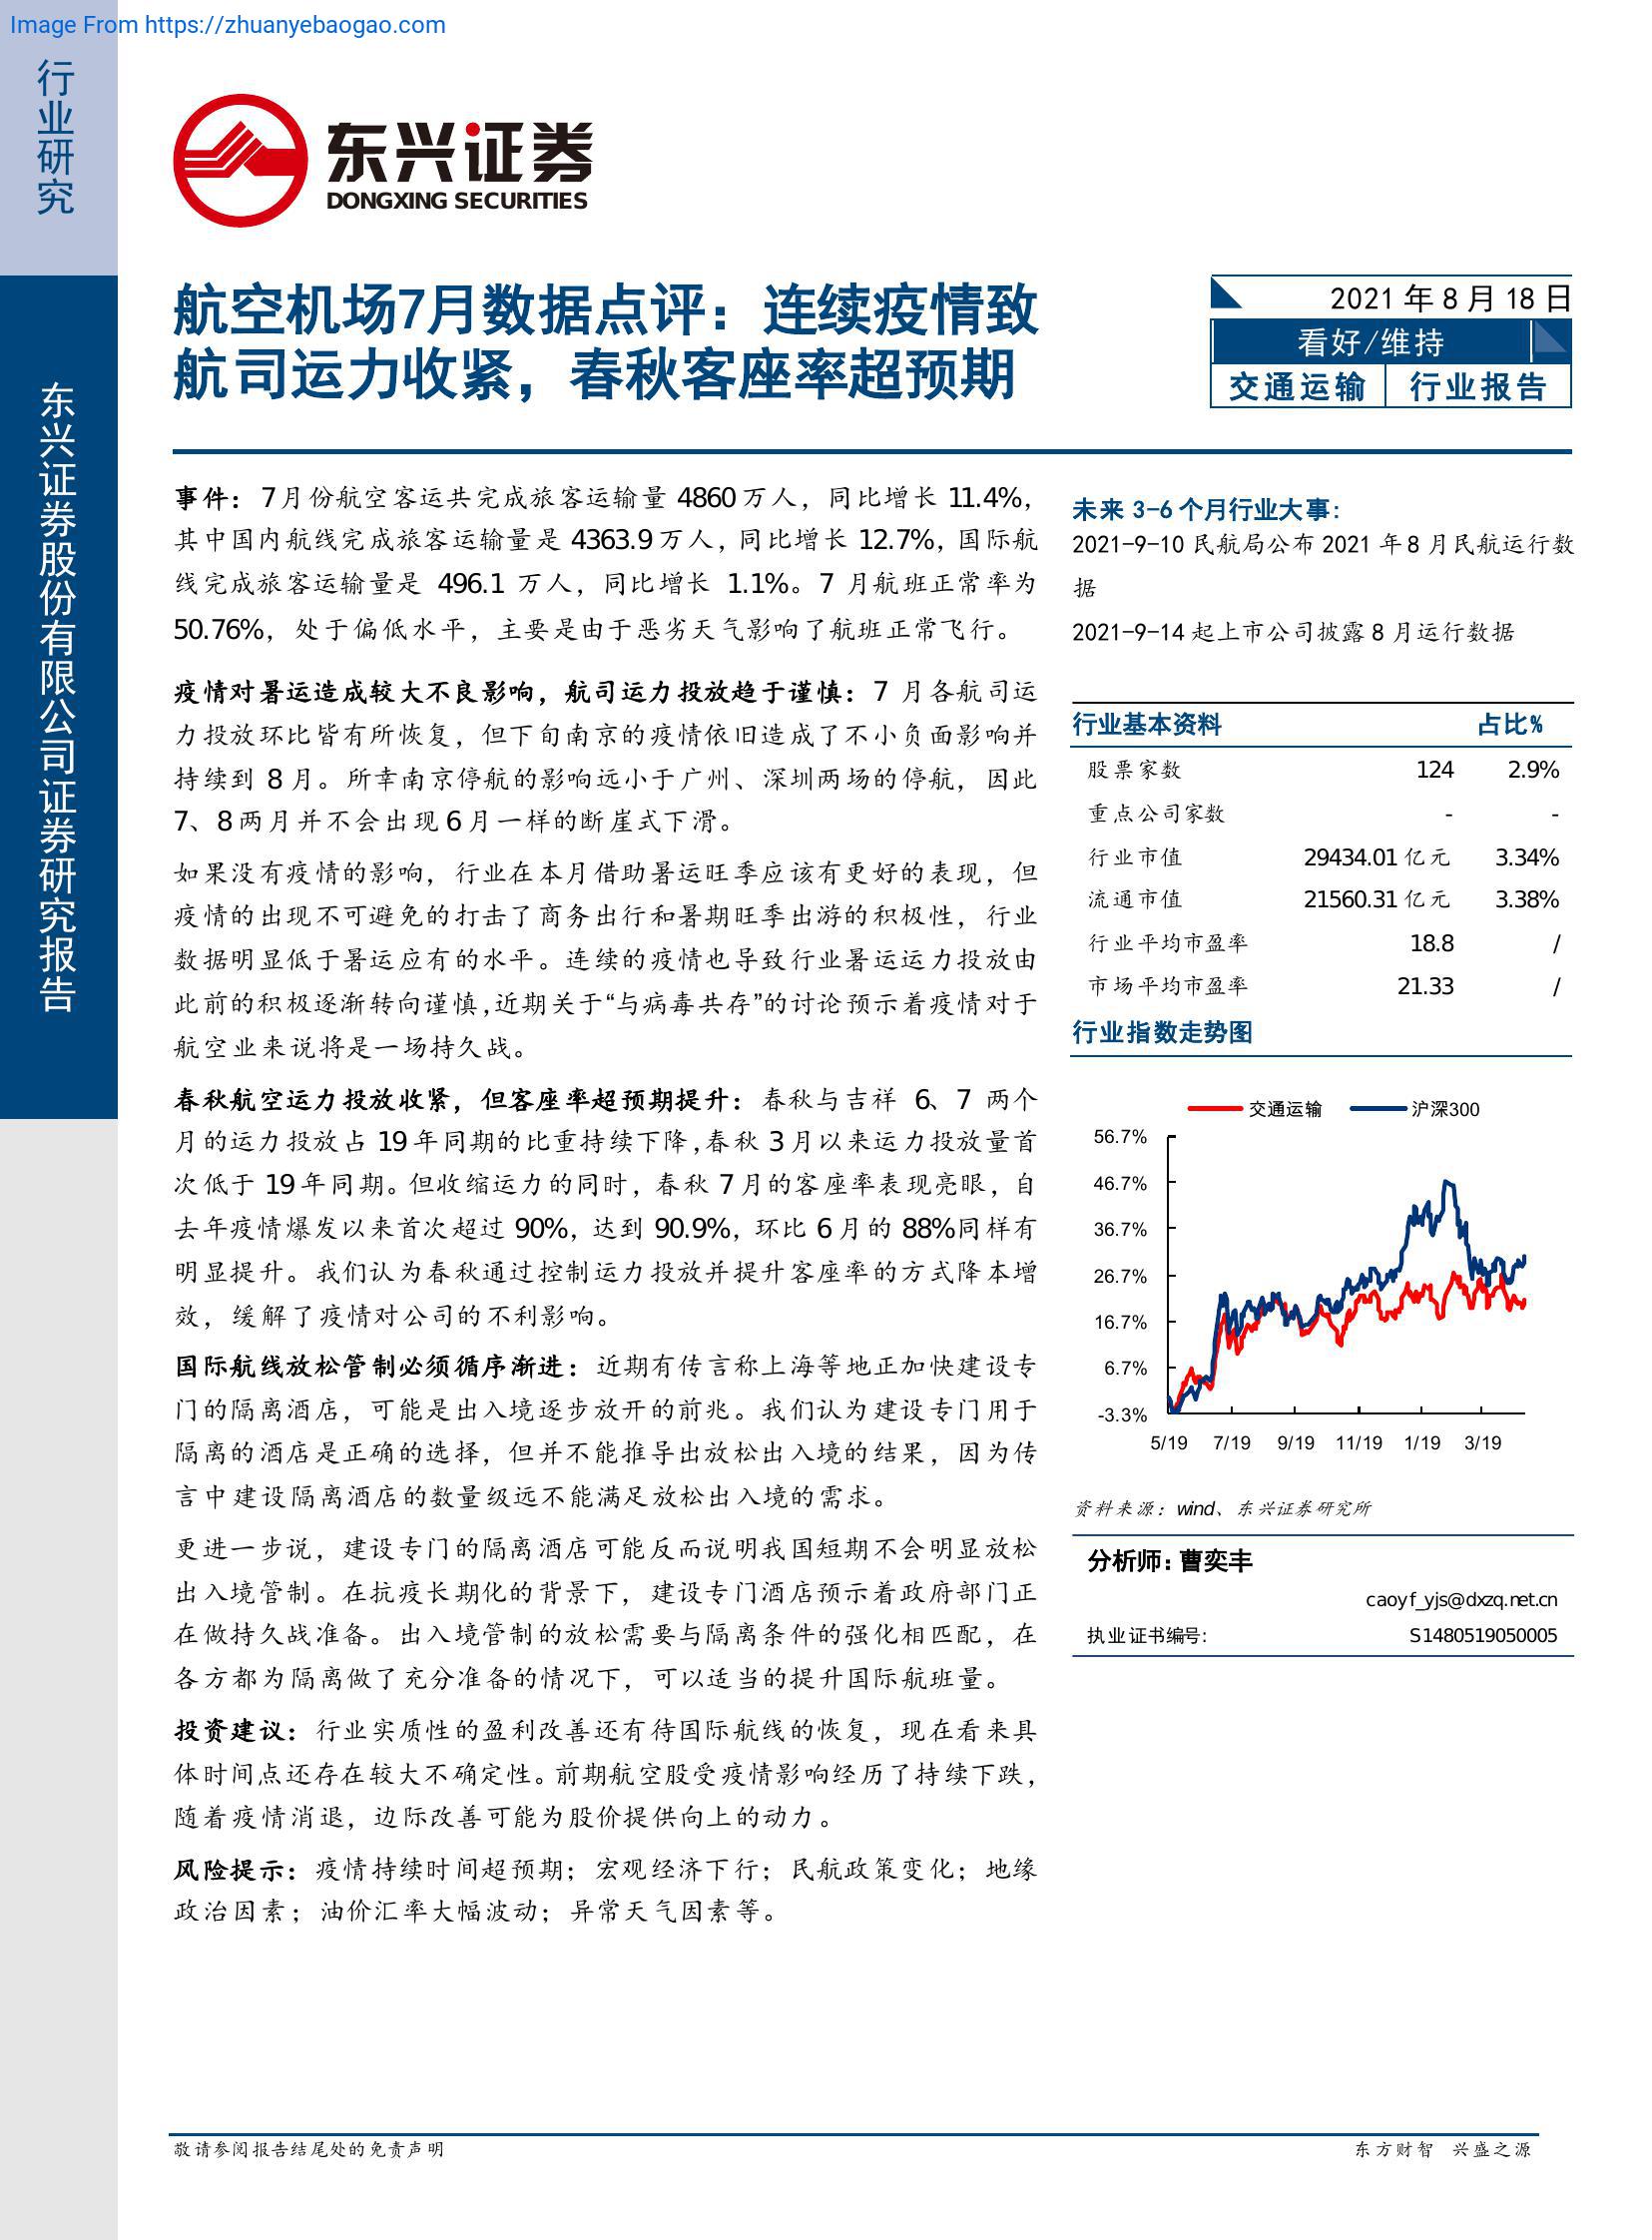 Image From https://zhuanyebaogao.com
行业研究
东兴证券股份有限公司证券研究报告
东兴证券
DONGXING SECURITIES
航空机场7月数据点评：连续疫情致
航司运力收紧，春秋客座率超预期
2021 年 8 月 18 日
看好/维持
交通运输 行业报告
事件：7月份航空客运共完成旅客运输量 4860 万人，同比增长 11.4%，
其中国内航线完成旅客运输量是 4363.9 万人，同比增长 12.7%，国际航
线完成旅客运输量是 496.1 万人，同比增长 1.1%。7 月航班正常率为
50.76%，处于偏低水平，主要是由于恶劣天气影响了航班正常飞行。
疫情对暑运造成较大不良影响，航司运力投放趋于谨慎：7 月各航司运
力投放环比皆有所恢复，但下旬南京的疫情依旧造成了不小负面影响并
持续到 8 月。所幸南京停航的影响远小于广州、深圳两场的停航，因此
7、8 两月并不会出现 6 月一样的断崖式下滑。
如果没有疫情的影响，行业在本月借助暑运旺季应该有更好的表现，但
疫情的出现不可避免的打击了商务出行和暑期旺季出游的积极性，行业
数据明显低于暑运应有的水平。连续的疫情也导致行业暑运运力投放由
此前的积极逐渐转向谨慎，近期关于“与病毒共存”的讨论预示着疫情对于
航空业来说将是一场持久战。
春秋航空运力投放收紧，但客座率超预期提升：春秋与吉祥 6、7 两个
月的运力投放占 19 年同期的比重持续下降，春秋 3 月以来运力投放量首
次低于 19 年同期。但收缩运力的同时，春秋 7 月的客座率表现亮眼，自
去年疫情爆发以来首次超过 90%，达到 90.9%，环比 6 月的 88%同样有
明显提升。我们认为春秋通过控制运力投放并提升客座率的方式降本增
效，缓解了疫情对公司的不利影响。
国际航线放松管制必须循序渐进：近期有传言称上海等地正加快建设专
门的隔离酒店，可能是出入境逐步放开的前兆。我们认为建设专门用于
隔离的酒店是正确的选择，但并不能推导出放松出入境的结果，因为传
言中建设隔离酒店的数量级远不能满足放松出入境的需求。
更进一步说，建设专门的隔离酒店可能反而说明我国短期不会明显放松
出入境管制。在抗疫长期化的背景下，建设专门酒店预示着政府部门正
在做持久战准备。出入境管制的放松需要与隔离条件的强化相匹配，在
各方都为隔离做了充分准备的情况下，可以适当的提升国际航班量。
投资建议：行业实质性的盈利改善还有待国际航线的恢复，现在看来具
体时间点还存在较大不确定性。前期航空股受疫情影响经历了持续下跌，
随着疫情消退，边际改善可能为股价提供向上的动力。
风险提示：疫情持续时间超预期；宏观经济下行；民航政策变化；地缘
政治因素；油价汇率大幅波动；异常天气因素等。
未来 3-6 个月行业大事：
2021-9-10 民航局公布 2021 年 8 月民航运行数
据
2021-9-14 起上市公司披露 8 月运行数据
行业基本资料 占比%
股票家数 124 2.9%
重点公司家数 - -
行业市值 29434.01 亿元 3.34%
流通市值 21560.31 亿元 3.38%
行业平均市盈率 18.8 /
市场平均市盈率 21.33 /
行业指数走势图
交通运输 沪深300
56.7%
46.7%
36.7%
26.7%
16.7%
6.7%
-3.3%
5/19 7/19 9/19 11/19 1/19 3/19
资料来源：wind、东兴证券研究所
分析师：曹奕丰
caoyf_yjs@dxzq.net.cn
执业证书编号: S1480519050005
敬请参阅报告结尾处的免责声明 东方财智 兴盛之源